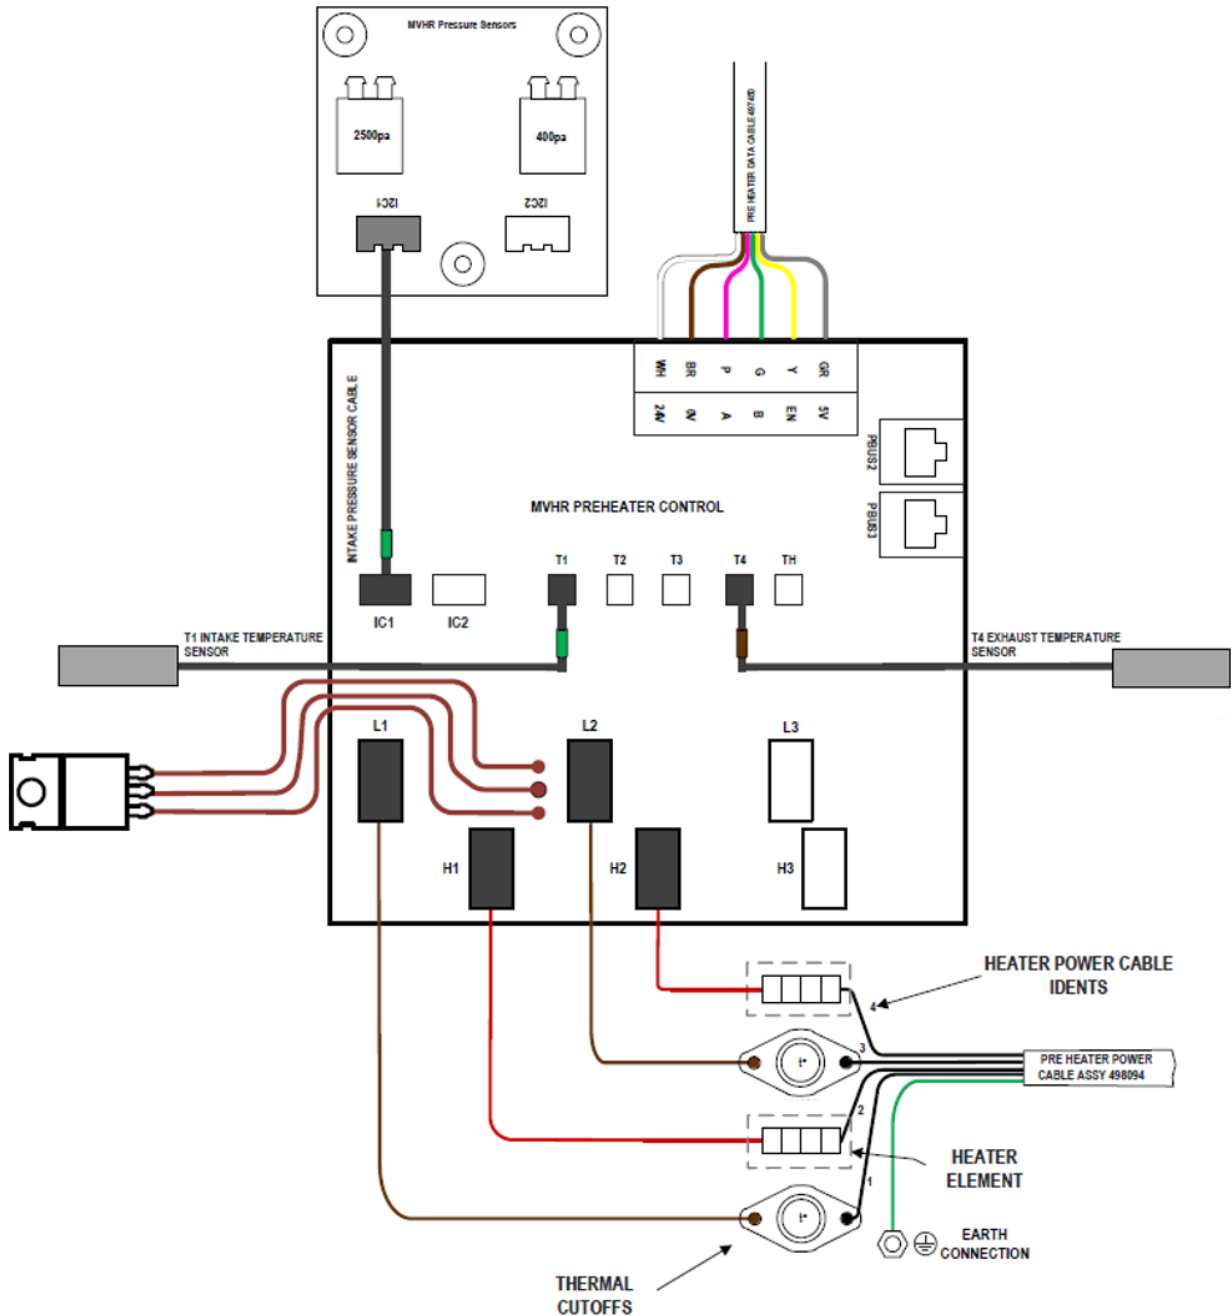 MVHR Pressure Sensors
2500pa
400pa
I2C1
I2C2
PRE HEATER DATA CABLE 497480
WH BR P G Y GR
24V 0V A B EN 5V
INTAKE PRESSURE SENSOR CABLE
PBUS2
PBUS3
MVHR PREHEATER CONTROL
T1 T2 T3 T4 TH
IC1 IC2
T1 INTAKE TEMPERATURE
SENSOR
T4 EXHAUST TEMPERATURE
SENSOR
L1 L2 L3
H1 H2 H3
HEATER POWER CABLE
IDENTS
4
3
t°
PRE HEATER POWER
CABLE ASSY 498094
2
HEATER
ELEMENT
1
t°
EARTH
CONNECTION
THERMAL
CUTOFFS